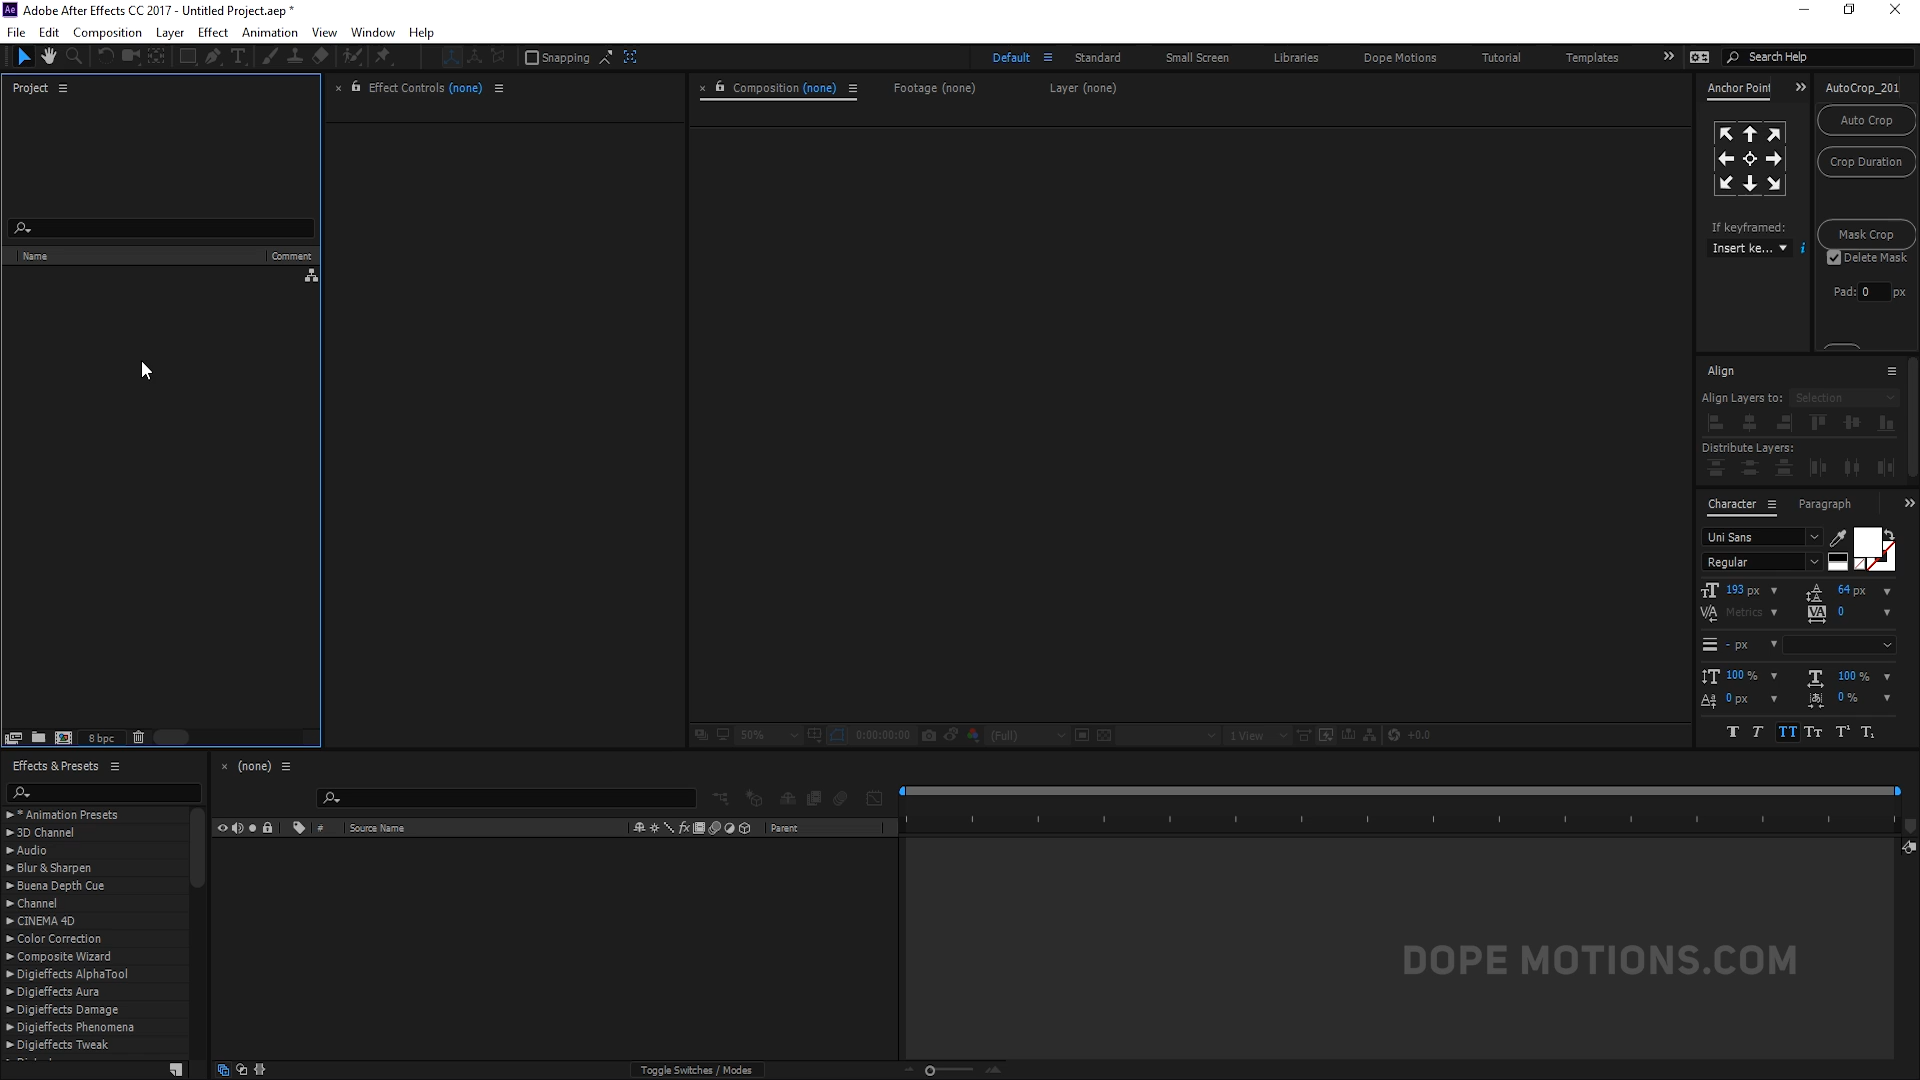 Ae Adobe After Effects CC 2017 - Untitled Project.aep *
File Edit Composition Layer Effect Animation View Window Help
Snapping Default Standard Small Screen Libraries Dope Motions Tutorial Templates Search Help
Project
Effect Controls (none)
Composition (none) Footage (none) Layer (none)
Anchor Point
AutoCrop_201
Auto Crop
Crop Duration
If keyframed:
Insert ke...
Mask Crop
Delete Mask
Pad: 0 px
Name Comment
Align
Align Layers to: Selection
Distribute Layers:
Character Paragraph
Uni Sans
Regular
193 px 64 px
Metrics 0
- px
100 % 100 %
0 px 0 %
T T TT Tт T¹ T₁
8 bpc
50% 0:00:00:00 (Full) 1 View +0.0
Effects & Presets
* Animation Presets
3D Channel
Audio
Blur & Sharpen
Buena Depth Cue
Channel
CINEMA 4D
Color Correction
Composite Wizard
Digieffects AlphaTool
Digieffects Aura
Digieffects Damage
Digieffects Phenomena
Digieffects Tweak
(none)
# Source Name fx Parent
Toggle Switches / Modes
DOPE MOTIONS.COM